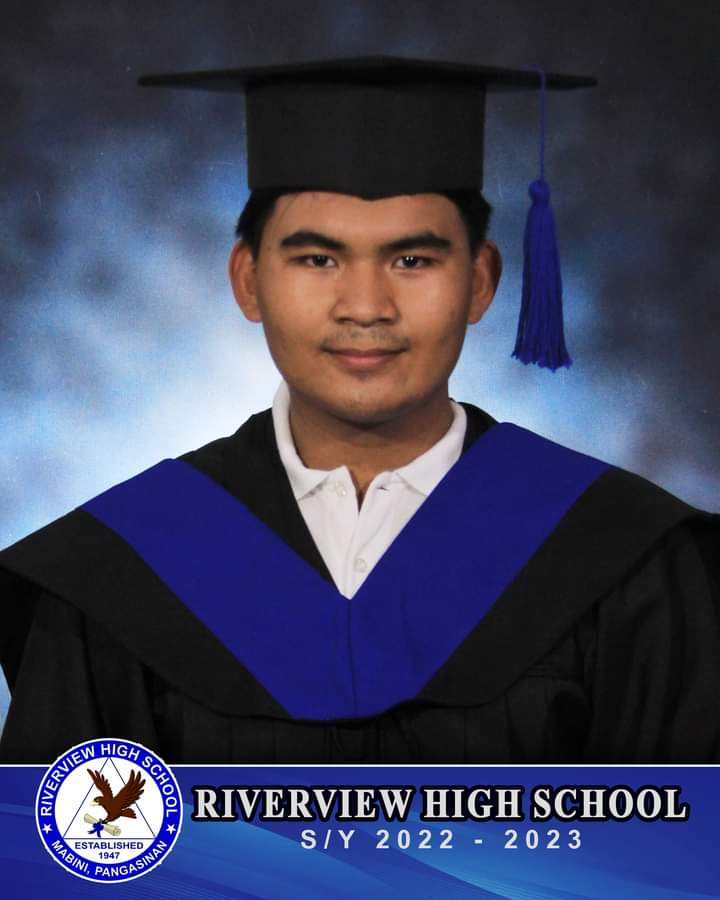 RIVERVIEW HIGH SCHOOL
ESTABLISHED
1947
MABINI, PANGASINAN
RIVERVIEW HIGH SCHOOL
S/Y 2022 - 2023